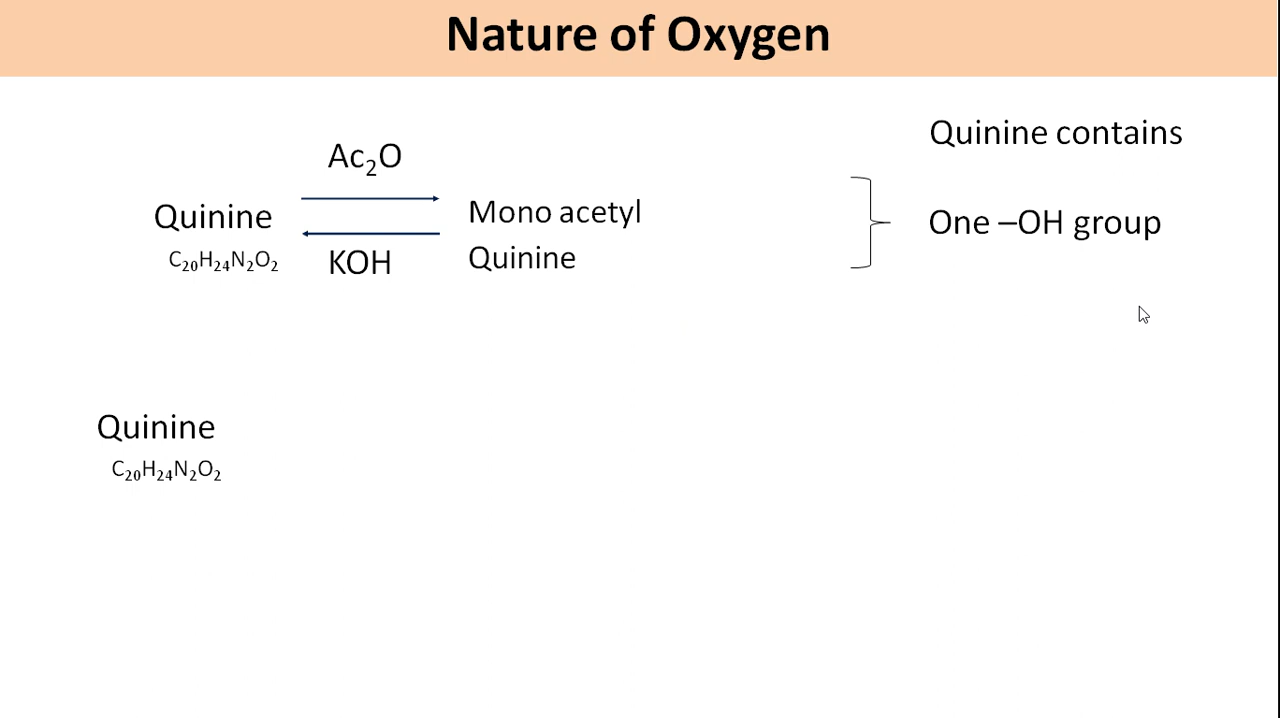 Nature of Oxygen
Quinine contains
Ac₂O
Quinine
Mono acetyl
One –OH group
C₂₀H₂₄N₂O₂
KOH
Quinine
Quinine
C₂₀H₂₄N₂O₂